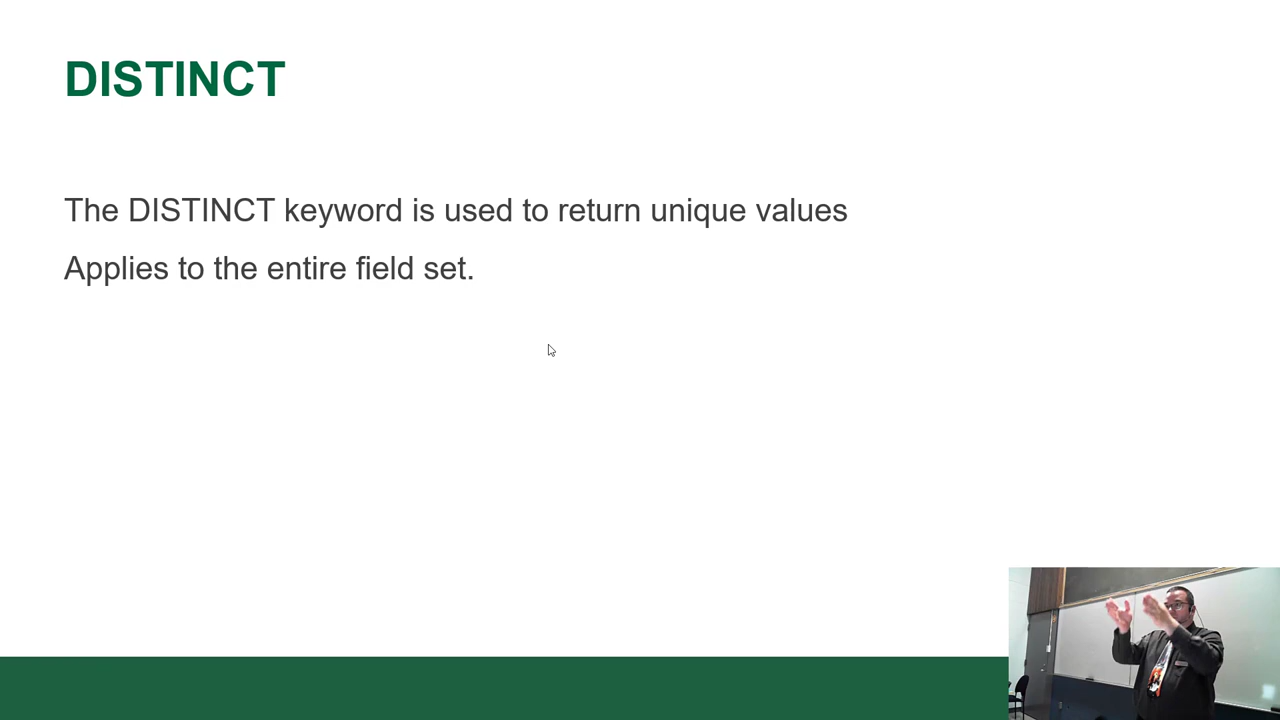 DISTINCT
The DISTINCT keyword is used to return unique values
Applies to the entire field set.